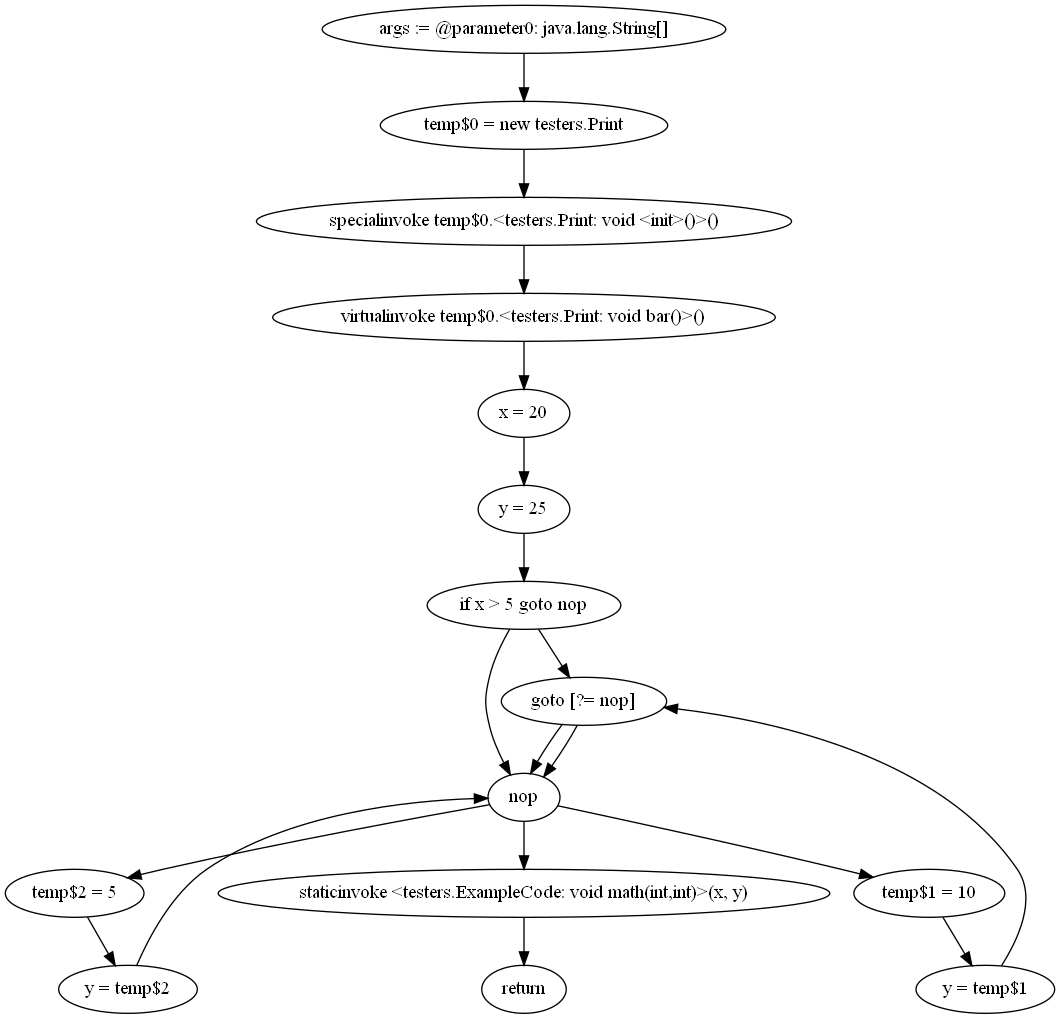 args := @parameter0: java.lang.String[]
temp$0 = new testers.Print
specialinvoke temp$0.<testers.Print: void <init>()>()
virtualinvoke temp$0.<testers.Print: void bar()>()
x = 20
y = 25
if x > 5 goto nop
goto [?= nop]
nop
temp$2 = 5
staticinvoke <testers.ExampleCode: void math(int,int)>(x, y)
temp$1 = 10
y = temp$2
return
y = temp$1